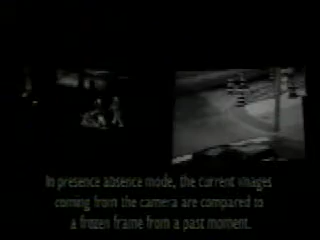 In presence absence mode, the current images
coming from the camera are compared to
a frozen frame from a past moment.